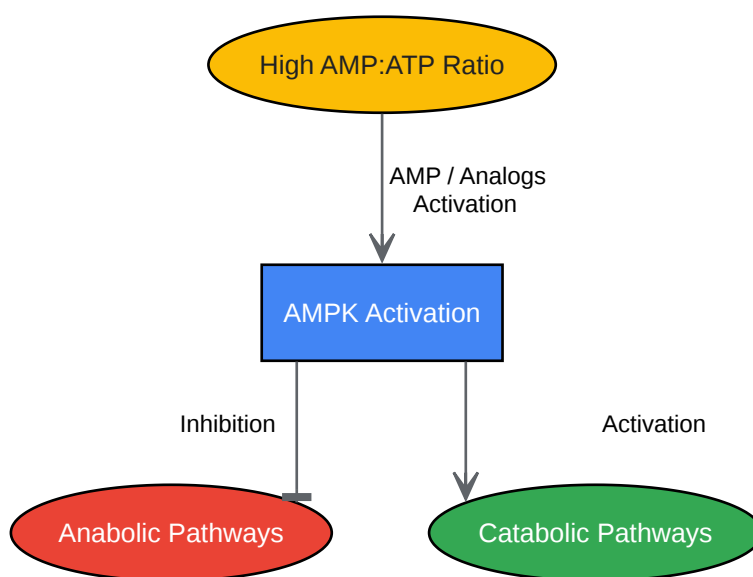 High AMP:ATP Ratio
AMP / Analogs
Activation
AMPK Activation
Inhibition
Activation
Anabolic Pathways
Catabolic Pathways